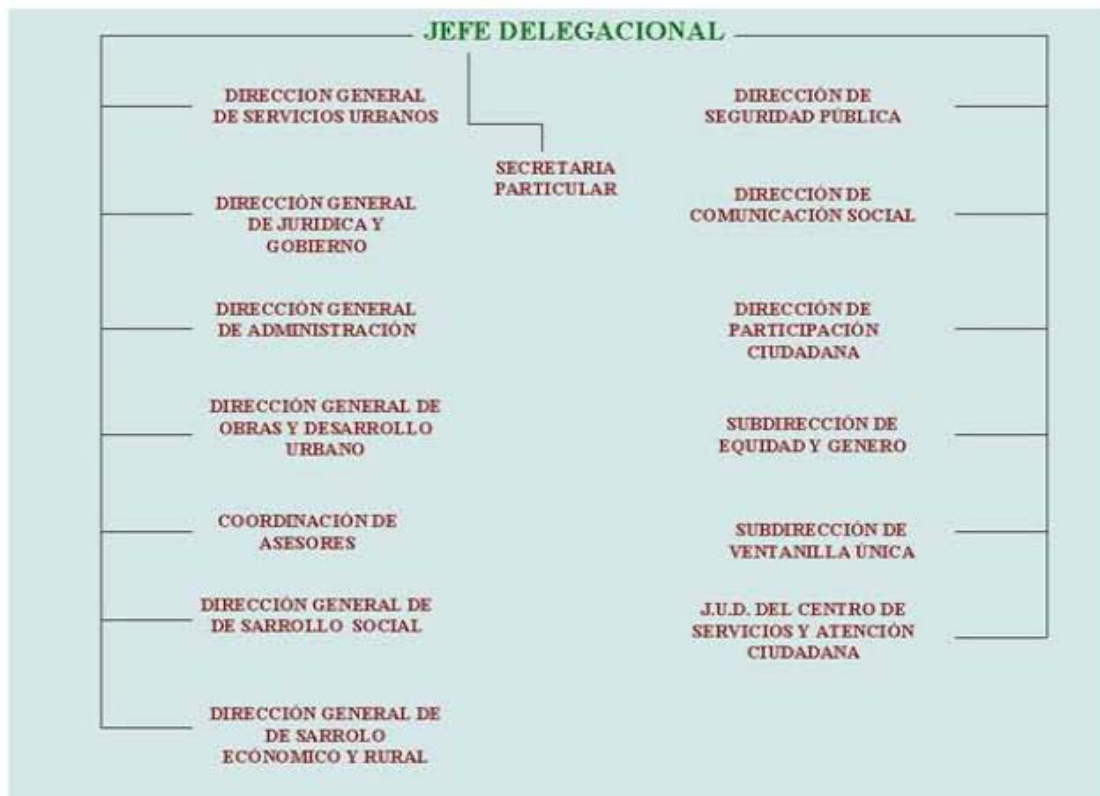 JEFE DELEGACIONAL
DIRECCION GENERAL
DE SERVICIOS URBANOS
DIRECCIÓN GENERAL
DE JURIDICA Y
GOBIERNO
DIRECCIÓN GENERAL
DE ADMINISTRACIÓN
DIRECCIÓN GENERAL DE
OBRAS Y DESARROLLO
URBANO
COORDINACIÓN DE
ASESORES
DIRECCIÓN GENERAL DE
DE SARROLLO SOCIAL
DIRECCIÓN GENERAL DE
DE SARROLO
ECÓNOMICO Y RURAL
SECRETARIA
PARTICULAR
DIRECCIÓN DE
SEGURIDAD PÚBLICA
DIRECCIÓN DE
COMUNICACIÓN SOCIAL
DIRECCIÓN DE
PARTICIPACIÓN
CIUDADANA
SUBDIRECCIÓN DE
EQUIDAD Y GENERO
SUBDIRECCIÓN DE
VENTANILLA ÚNICA
J.U.D. DEL CENTRO DE
SERVICIOS Y ATENCIÓN
CIUDADANA